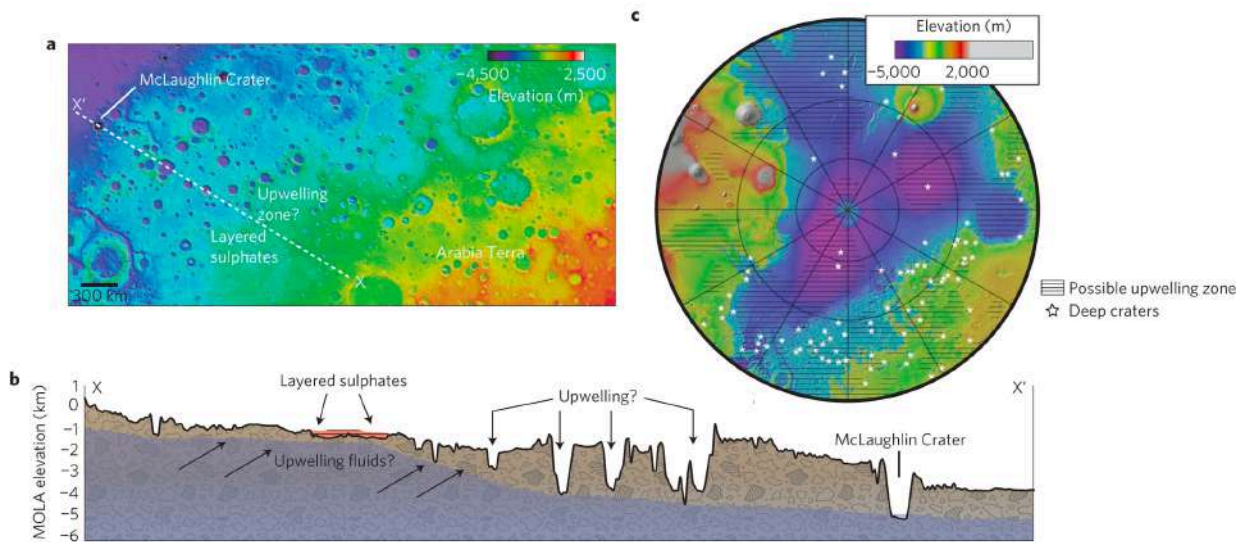 a
McLaughlin Crater
X'
−4,500 2,500
Elevation (m)
Upwelling
zone?
Layered
sulphates
Arabia Terra
X
300 km
c
Elevation (m)
−5,000 2,000
Possible upwelling zone
Deep craters
b
MOLA elevation (km)
1
0
−1
−2
−3
−4
−5
−6
X
Layered sulphates
Upwelling fluids?
Upwelling?
McLaughlin Crater
X'